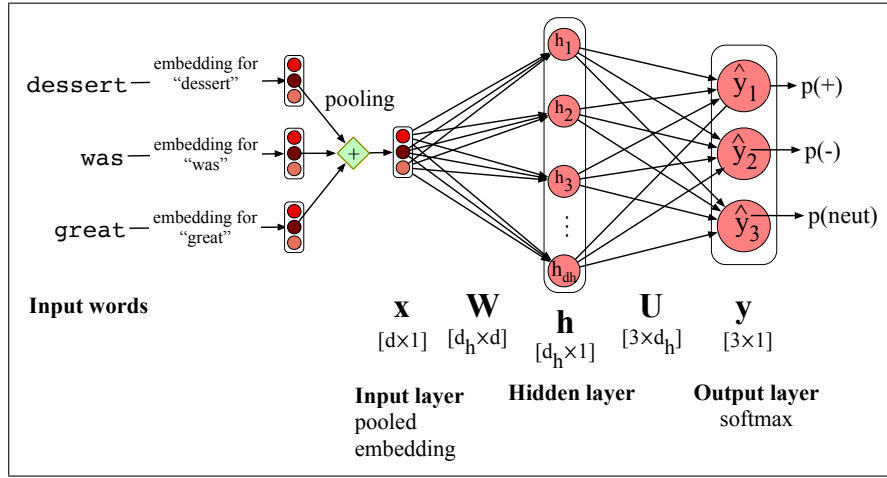 dessert
embedding for
“dessert”
pooling
was
embedding for
“was”
+
great
embedding for
“great”
h1
h2
h3
⋮
hdh
ŷ1
ŷ2
ŷ3
p(+)
p(-)
p(neut)
Input words
x
W
h
U
y
[d×1]
[dh×d]
[dh×1]
[3×dh]
[3×1]
Input layer
pooled
embedding
Hidden layer
Output layer
softmax